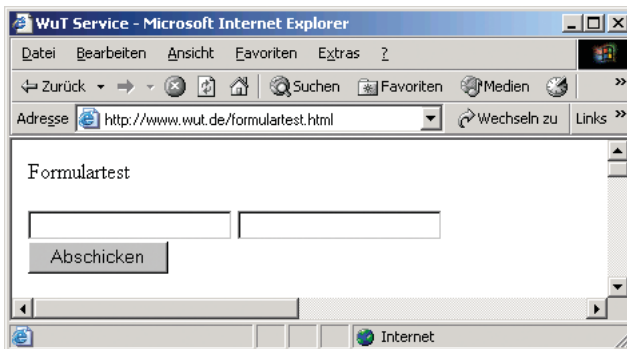 WuT Service - Microsoft Internet Explorer
Datei Bearbeiten Ansicht Favoriten Extras ?
Zurück Suchen Favoriten Medien »
Adresse http://www.wut.de/formulartest.html Wechseln zu Links »
Formulartest
Abschicken
Internet